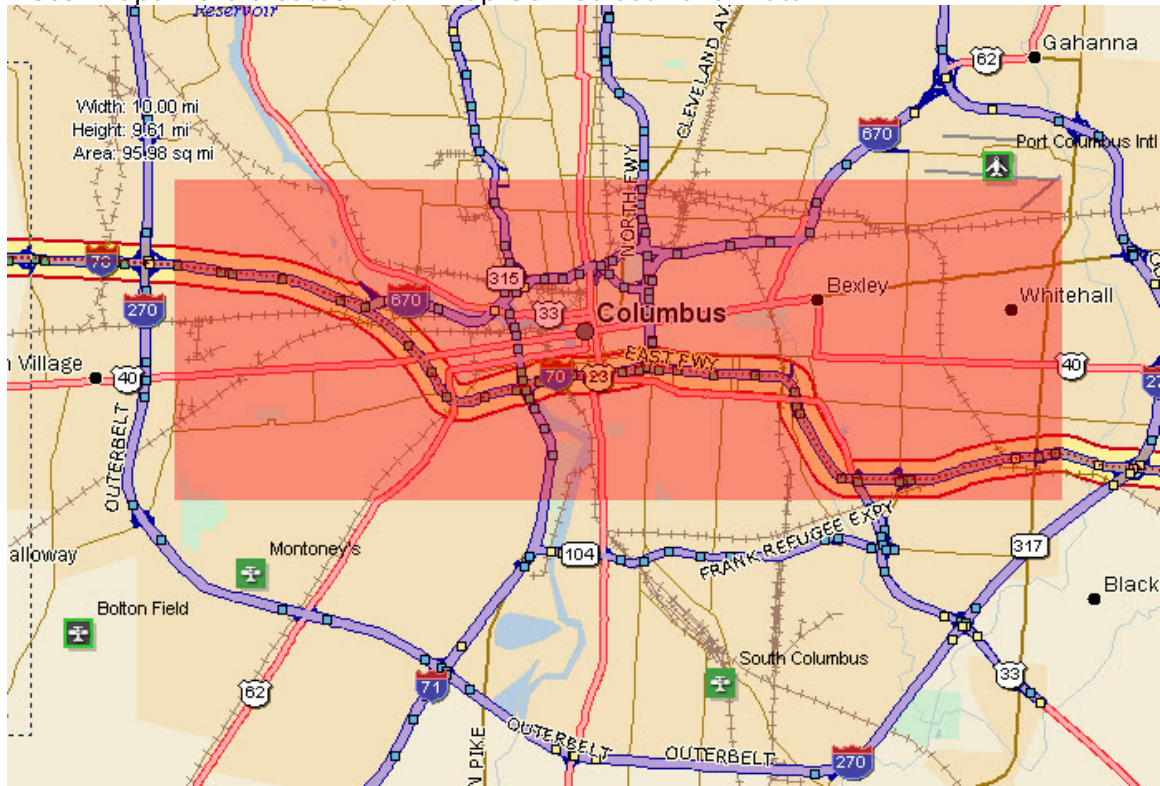 Reservoir
Width: 10.00 mi
Height: 9.61 mi
Area: 95.98 sq mi
CLEVELAND AV
62
Gahanna
670
Port Columbus Intl
NORTH FWY
70
270
670
315
33
Columbus
Bexley
Whitehall
n Village
40
EAST FWY
70
23
40
27
OUTERBELT
alloway
Montoney's
104
FRANK REFUGEE EXPY
317
Black
Bolton Field
62
71
South Columbus
33
N PIKE
OUTERBELT
OUTERBELT
270